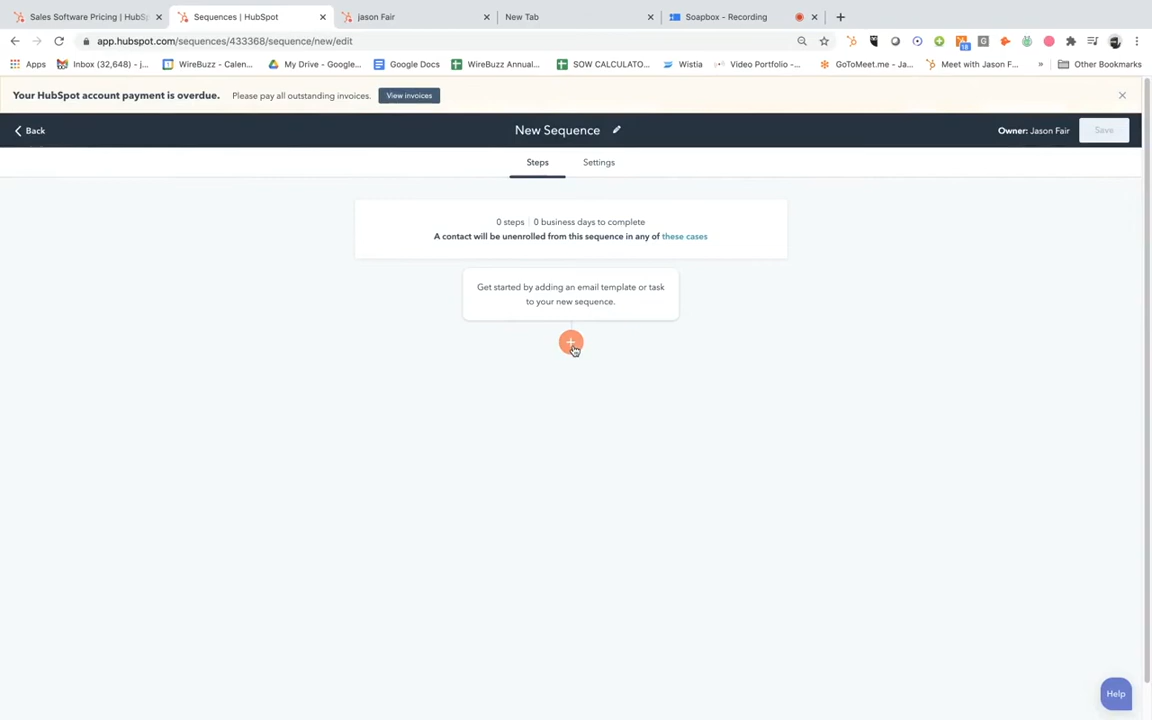 Sales Software Pricing | HubSp
Sequences | HubSpot
jason Fair
New Tab
Soapbox - Recording
app.hubspot.com/sequences/433368/sequence/new/edit
18
Apps
Inbox (32,648) - j...
WireBuzz - Calen...
My Drive - Google...
Google Docs
WireBuzz Annual...
SOW CALCULATO...
Wistia
Video Portfolio -...
GoToMeet.me - Ja...
Meet with Jason F...
»
Other Bookmarks
Your HubSpot account payment is overdue. Please pay all outstanding invoices. View invoices
Back
New Sequence
Owner: Jason Fair
Save
Steps
Settings
0 steps | 0 business days to complete
A contact will be unenrolled from this sequence in any of these cases
Get started by adding an email template or task
to your new sequence.
Help